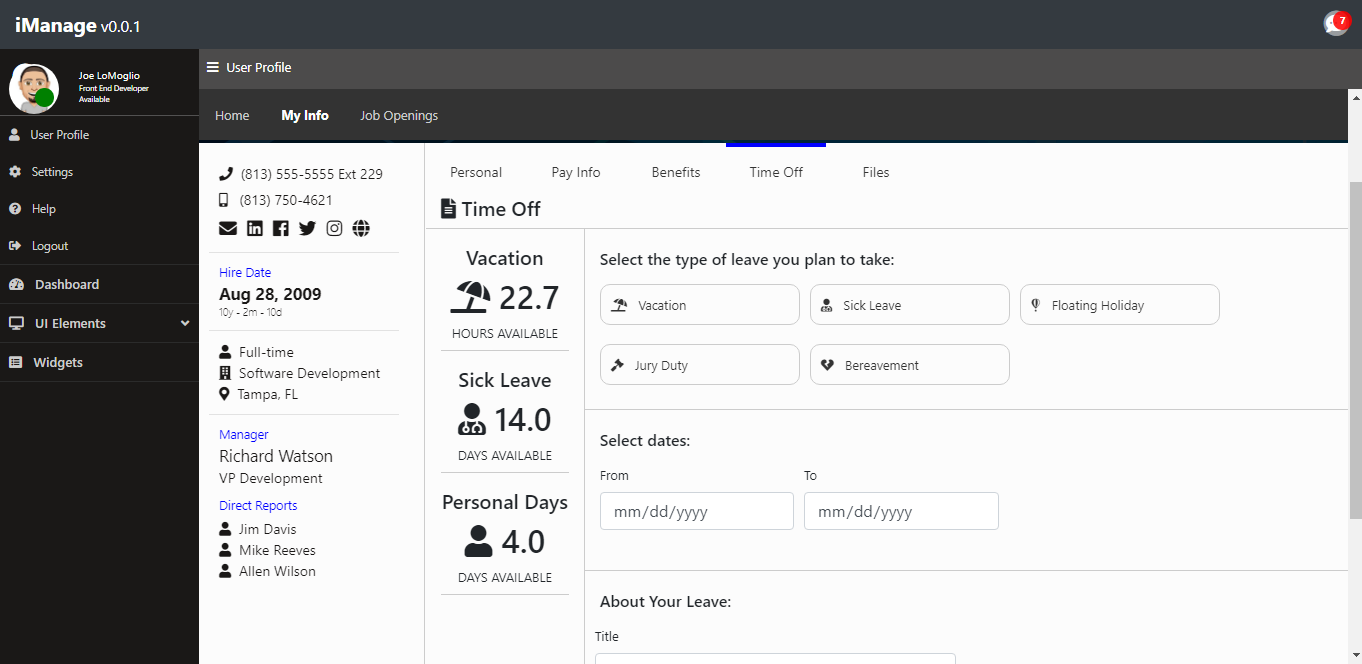 iManage v0.0.1
7
Joe LoMoglio
Front End Developer
Available
User Profile
Settings
Help
Logout
Dashboard
UI Elements
Widgets
User Profile
Home My Info Job Openings
(813) 555-5555 Ext 229
(813) 750-4621
Hire Date
Aug 28, 2009
10y - 2m - 10d
Full-time
Software Development
Tampa, FL
Manager
Richard Watson
VP Development
Direct Reports
Jim Davis
Mike Reeves
Allen Wilson
Personal Pay Info Benefits Time Off Files
Time Off
Vacation
22.7
HOURS AVAILABLE
Sick Leave
14.0
DAYS AVAILABLE
Personal Days
4.0
DAYS AVAILABLE
Select the type of leave you plan to take:
Vacation Sick Leave Floating Holiday
Jury Duty Bereavement
Select dates:
From To
mm/dd/yyyy mm/dd/yyyy
About Your Leave:
Title